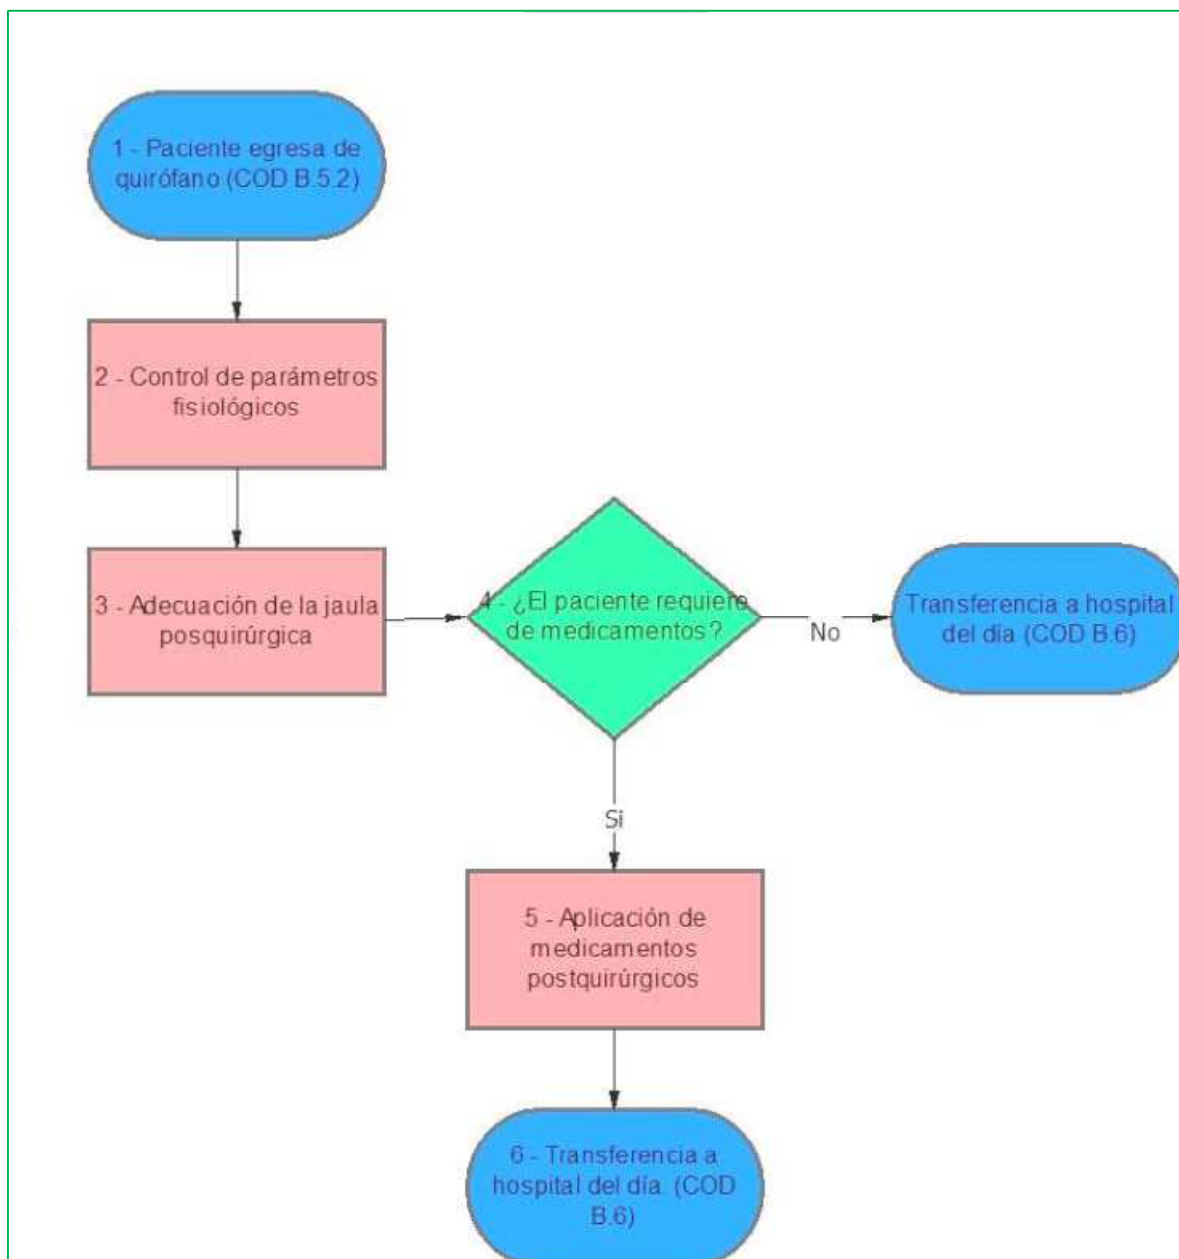 1 - Paciente egresa de
quirófano (COD B.5.2)
2 - Control de parámetros
fisiológicos
3 - Adecuación de la jaula
posquirúrgica
4 - ¿El paciente requiere
de medicamentos?
No
Transferencia a hospital
del día (COD B.6)
Si
5 - Aplicación de
medicamentos
postquirúrgicos
6 - Transferencia a
hospital del día. (COD
B.6)